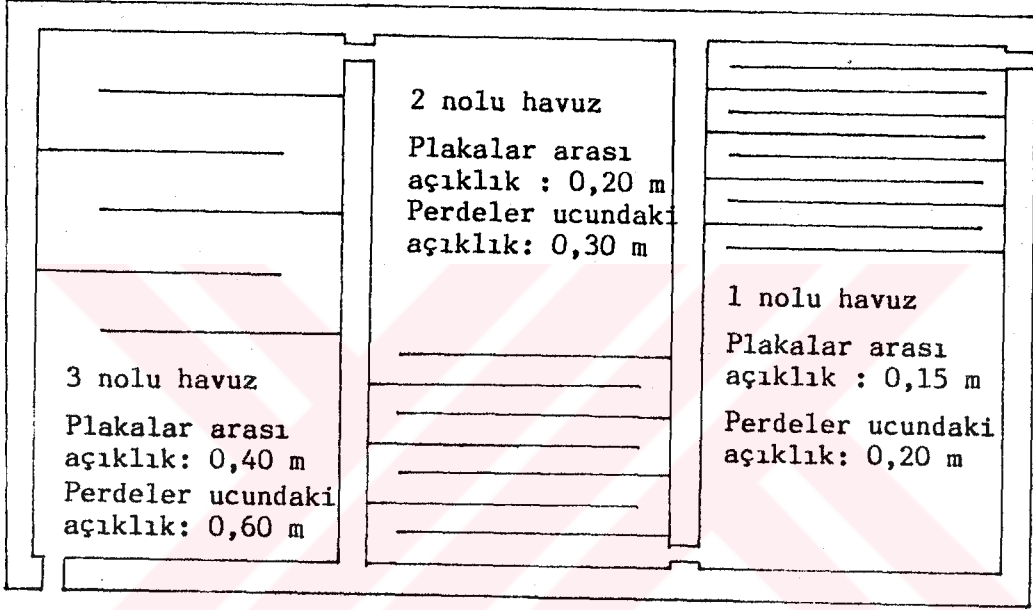 2 nolu havuz
Plakalar arası
açıklık : 0,20 m
Perdeler ucundaki
açıklık: 0,30 m
1 nolu havuz
Plakalar arası
açıklık : 0,15 m
Perdeler ucundaki
açıklık: 0,20 m
3 nolu havuz
Plakalar arası
açıklık: 0,40 m
Perdeler ucundaki
açıklık: 0,60 m